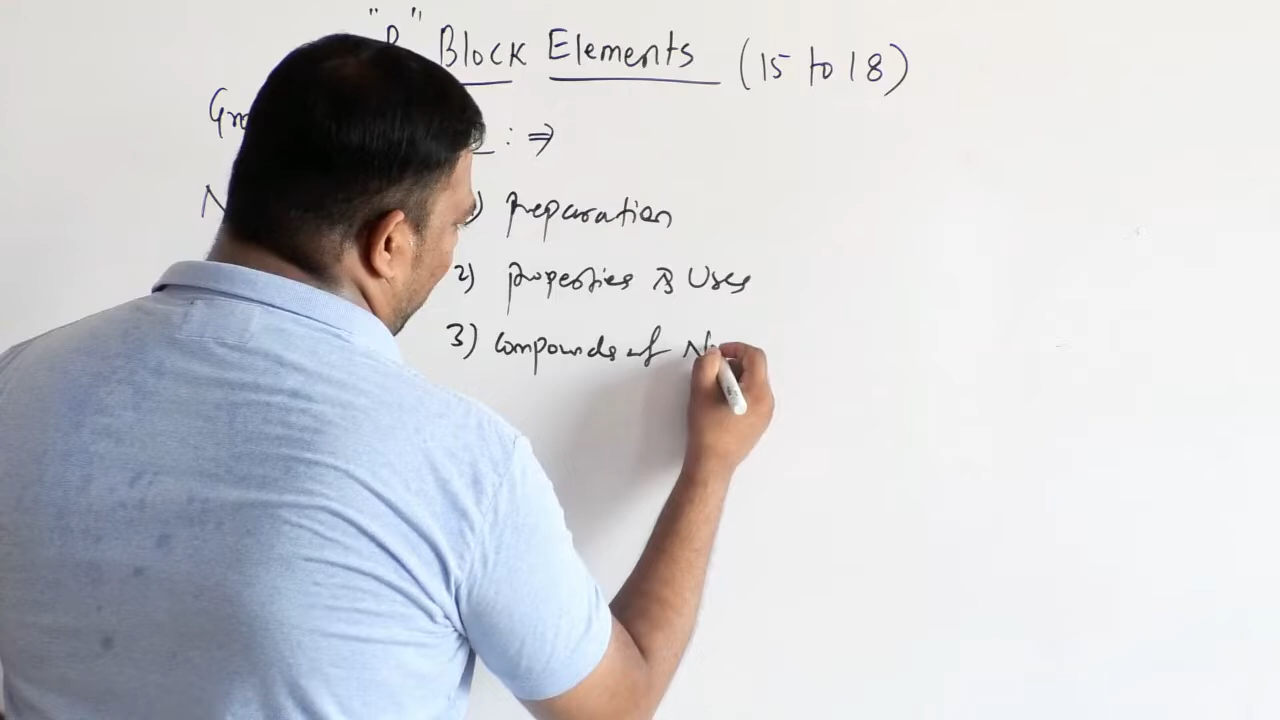 "P" Block Elements (15 to 18)
: ⇒
) Preparation
2) Properties & Uses
3) Compounds of N